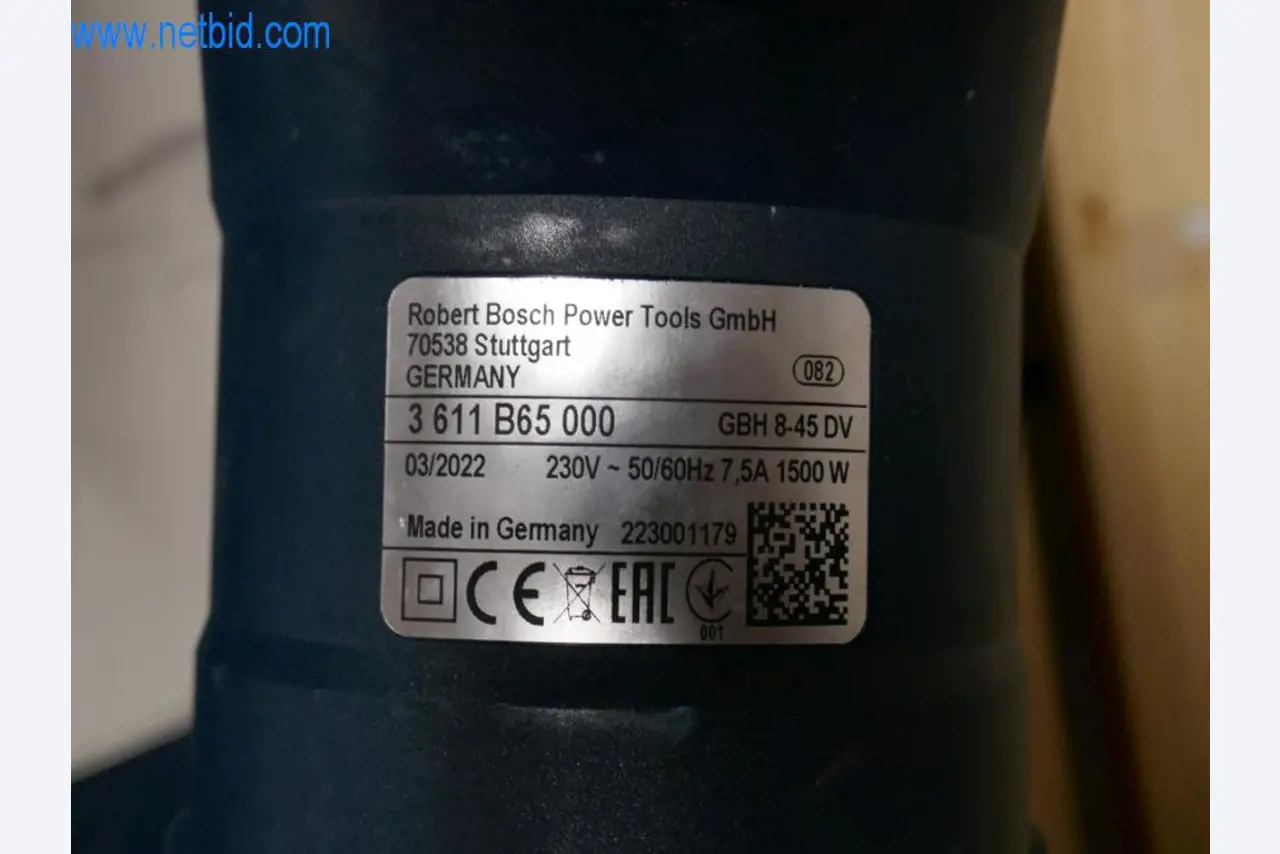 www.netbid.com
Robert Bosch Power Tools GmbH
70538 Stuttgart
GERMANY 082
3 611 B65 000 GBH 8-45 DV
03/2022 230V ~ 50/60Hz 7,5A 1500 W
Made in Germany 223001179
CE EAC
001